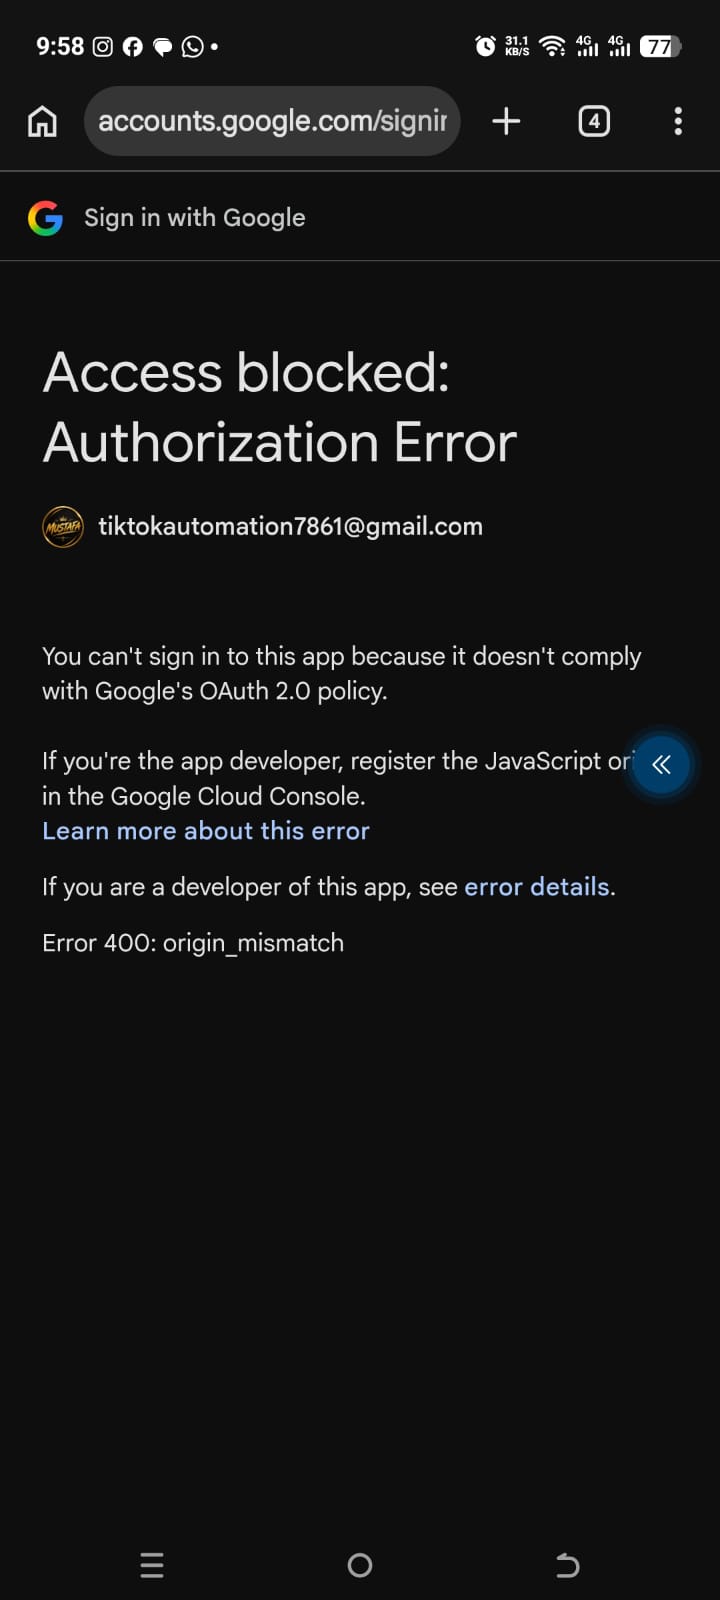 9:58 31.1 KB/S 4G 4G 77
accounts.google.com/signin
4
Sign in with Google
Access blocked:
Authorization Error
MUSTAFA
tiktokautomation7861@gmail.com
You can't sign in to this app because it doesn't comply
with Google's OAuth 2.0 policy.
If you're the app developer, register the JavaScript
in the Google Cloud Console.
Learn more about this error
If you are a developer of this app, see error details.
Error 400: origin_mismatch